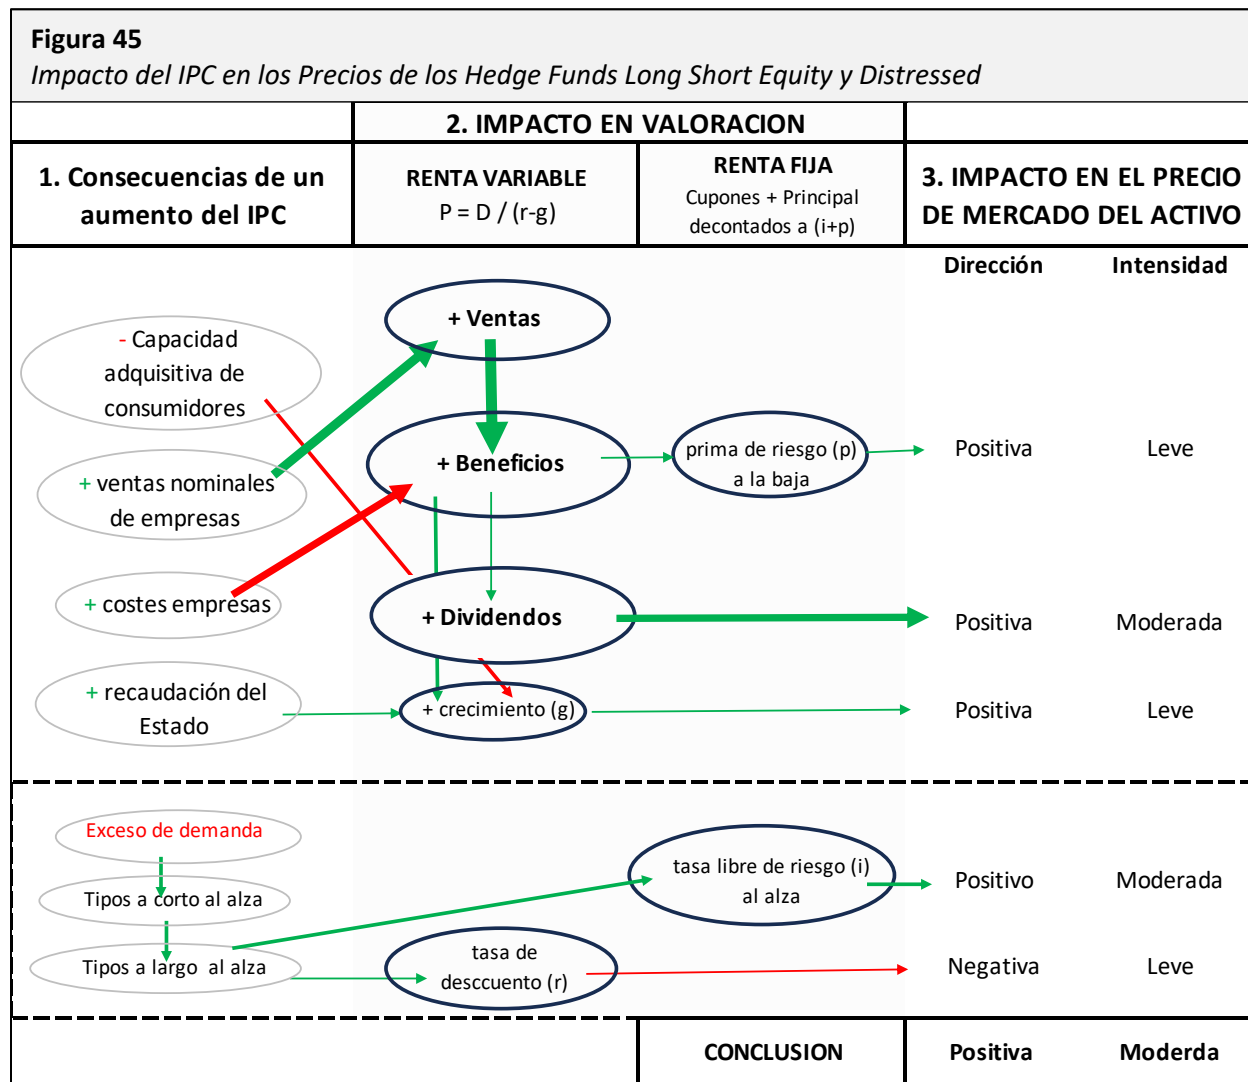 Figura 45
Impacto del IPC en los Precios de los Hedge Funds Long Short Equity y Distressed
2. IMPACTO EN VALORACION
1. Consecuencias de un
aumento del IPC
RENTA VARIABLE
P = D / (r-g)
RENTA FIJA
Cupones + Principal
decontados a (i+p)
3. IMPACTO EN EL PRECIO
DE MERCADO DEL ACTIVO
Dirección
Intensidad
- Capacidad
adquisitiva de
consumidores
+ ventas nominales
de empresas
+ costes empresas
+ recaudación del
Estado
+ Ventas
+ Beneficios
+ Dividendos
+ crecimiento (g)
prima de riesgo (p)
a la baja
Positiva
Leve
Positiva
Moderada
Positiva
Leve
Exceso de demanda
Tipos a corto al alza
Tipos a largo  al alza
tasa de
desccuento (r)
tasa libre de riesgo (i)
al alza
Positivo
Moderada
Negativa
Leve
CONCLUSION
Positiva
Moderda